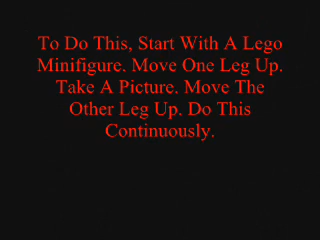 To Do This, Start With A Lego
Minifigure. Move One Leg Up.
Take A Picture. Move The
Other Leg Up. Do This
Continuously.